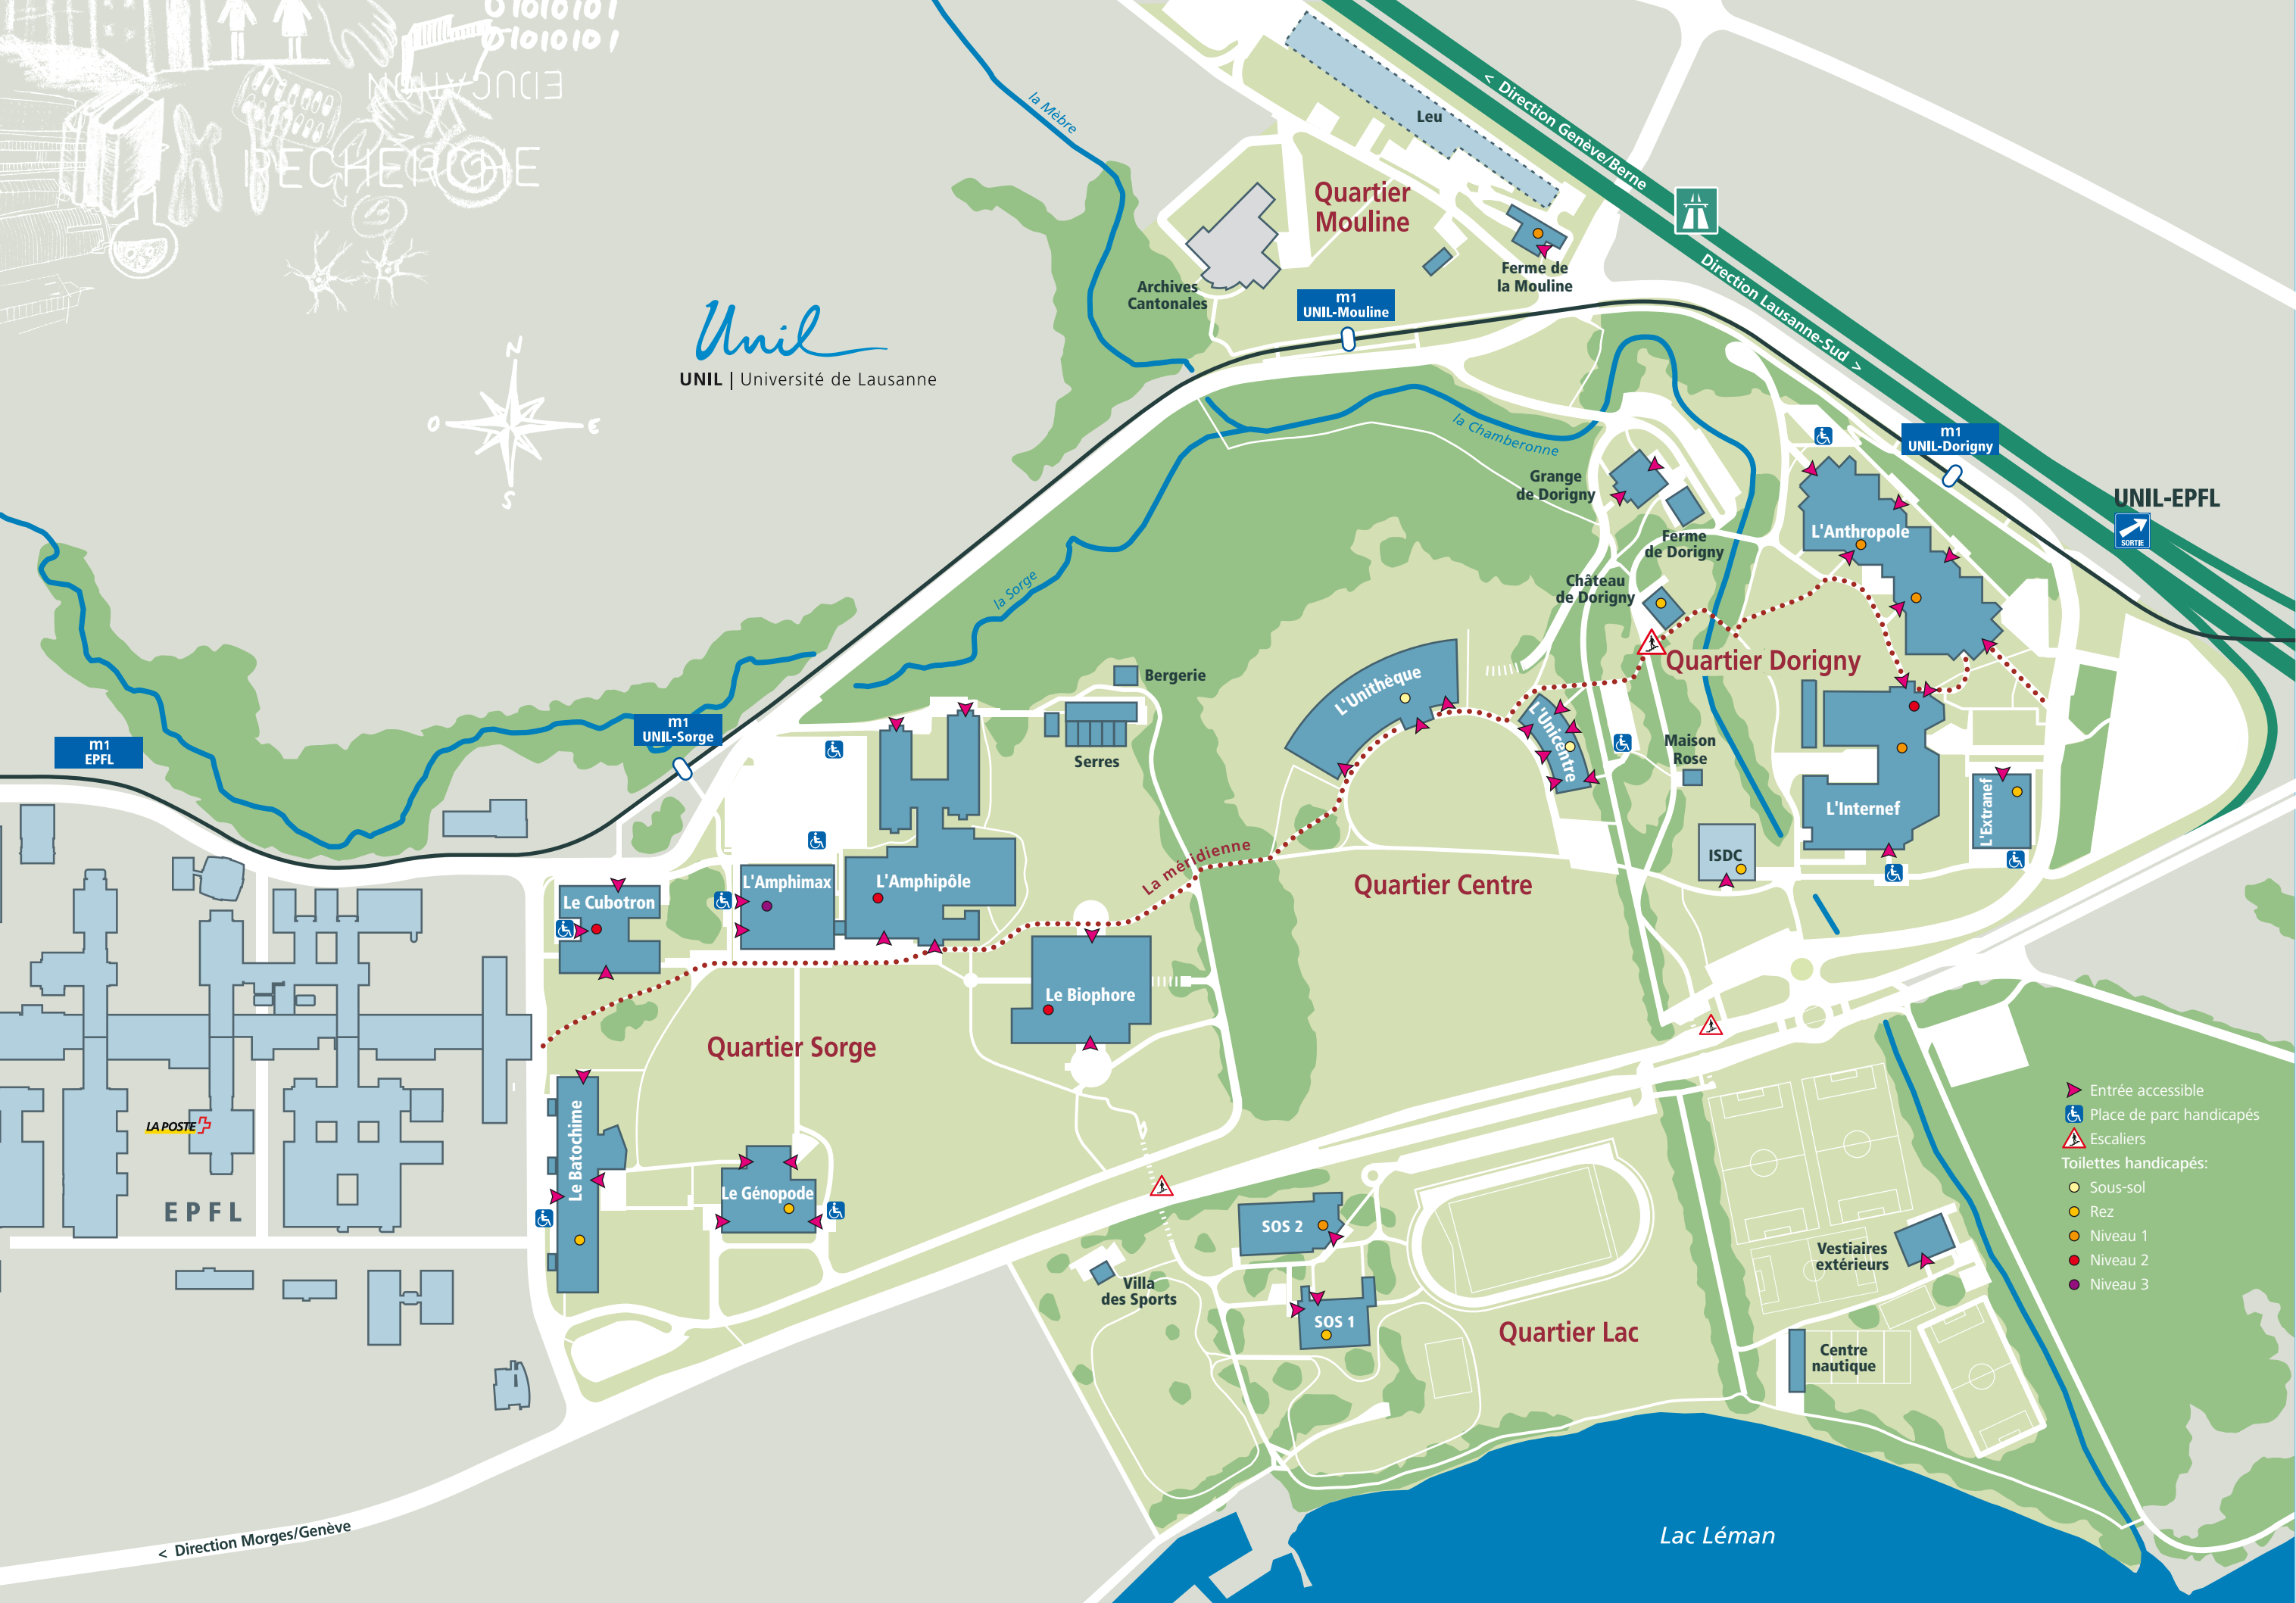 01010101
01010101
EDUCATION
RECHERCHE
N
O
E
S
Unil
UNIL | Université de Lausanne
la Mèbre
Leu
< Direction Genève/Berne
Quartier
Mouline
Archives
Cantonales
Ferme de
la Mouline
m1
UNIL-Mouline
Direction Lausanne-Sud >
la Chamberonne
m1
UNIL-Dorigny
UNIL-EPFL
SORTIE
Grange
de Dorigny
Ferme
de Dorigny
L'Anthropole
Château
de Dorigny
la Sorge
Quartier Dorigny
Bergerie
L'Unithèque
L'Unicentre
m1
UNIL-Sorge
m1
EPFL
Serres
Maison
Rose
L'Internef
L'Extranef
ISDC
La méridienne
Quartier Centre
L'Amphimax
L'Amphipôle
Le Cubotron
Le Biophore
Quartier Sorge
LA POSTE
EPFL
Le Batochime
Le Génopode
SOS 2
SOS 1
Villa
des Sports
Quartier Lac
Vestiaires
extérieurs
Centre
nautique
Entrée accessible
Place de parc handicapés
Escaliers
Toilettes handicapés:
Sous-sol
Rez
Niveau 1
Niveau 2
Niveau 3
< Direction Morges/Genève
Lac Léman